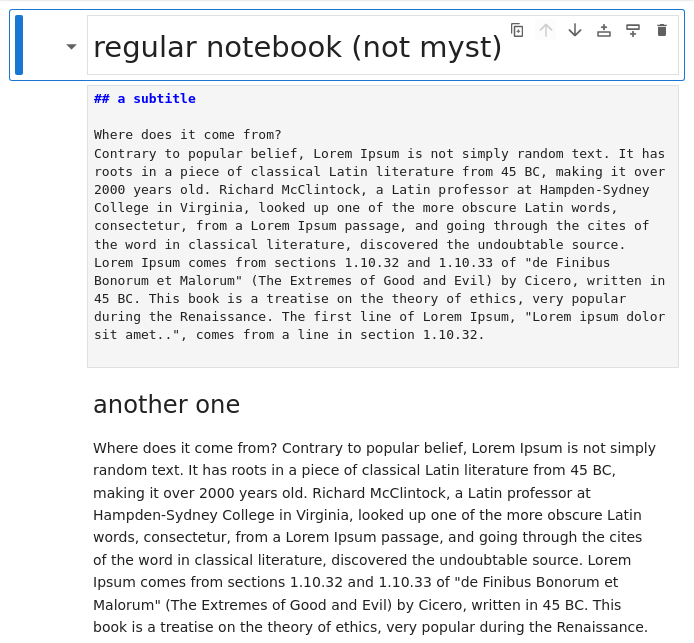 regular notebook (not myst)
## a subtitle
Where does it come from?
Contrary to popular belief, Lorem Ipsum is not simply random text. It has
roots in a piece of classical Latin literature from 45 BC, making it over
2000 years old. Richard McClintock, a Latin professor at Hampden-Sydney
College in Virginia, looked up one of the more obscure Latin words,
consectetur, from a Lorem Ipsum passage, and going through the cites of
the word in classical literature, discovered the undoubtable source.
Lorem Ipsum comes from sections 1.10.32 and 1.10.33 of "de Finibus
Bonorum et Malorum" (The Extremes of Good and Evil) by Cicero, written in
45 BC. This book is a treatise on the theory of ethics, very popular
during the Renaissance. The first line of Lorem Ipsum, "Lorem ipsum dolor
sit amet..", comes from a line in section 1.10.32.
another one
Where does it come from? Contrary to popular belief, Lorem Ipsum is not simply
random text. It has roots in a piece of classical Latin literature from 45 BC,
making it over 2000 years old. Richard McClintock, a Latin professor at
Hampden-Sydney College in Virginia, looked up one of the more obscure Latin
words, consectetur, from a Lorem Ipsum passage, and going through the cites
of the word in classical literature, discovered the undoubtable source. Lorem
Ipsum comes from sections 1.10.32 and 1.10.33 of "de Finibus Bonorum et
Malorum" (The Extremes of Good and Evil) by Cicero, written in 45 BC. This
book is a treatise on the theory of ethics, very popular during the Renaissance.